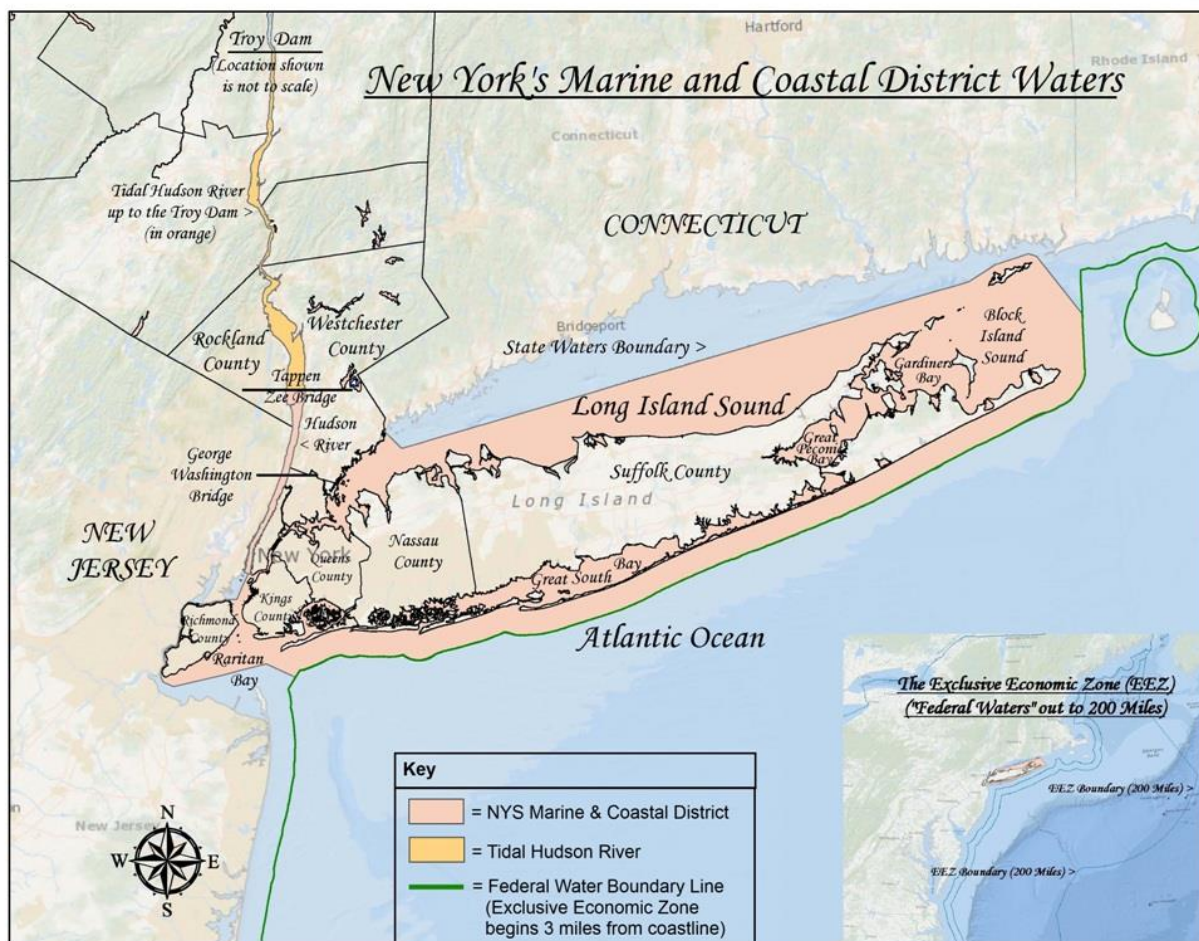 Troy Dam
(Location shown
is not to scale)
Hartford
Rhode Island
New York's Marine and Coastal District Waters
Connecticut
Tidal Hudson River
up to the Troy Dam >
(in orange)
CONNECTICUT
Rockland
County
Westchester
County
Bridgeport
State Waters Boundary >
Block
Island
Sound
Gardiners
Bay
Tappen
Zee Bridge
Long Island Sound
Hudson
< River
George
Washington
Bridge
Great
Peconic
Bay
Suffolk County
Long Island
NEW
JERSEY
New York
Nassau
County
Queens
County
Great South Bay
Kings
County
Richmond
County
Raritan
Bay
Atlantic Ocean
The Exclusive Economic Zone (EEZ)
("Federal Waters" out to 200 Miles)
EEZ Boundary (200 Miles) >
EEZ Boundary (200 Miles) >
New Jersey
N
W
E
S
Key
= NYS Marine & Coastal District
= Tidal Hudson River
= Federal Water Boundary Line
(Exclusive Economic Zone
begins 3 miles from coastline)